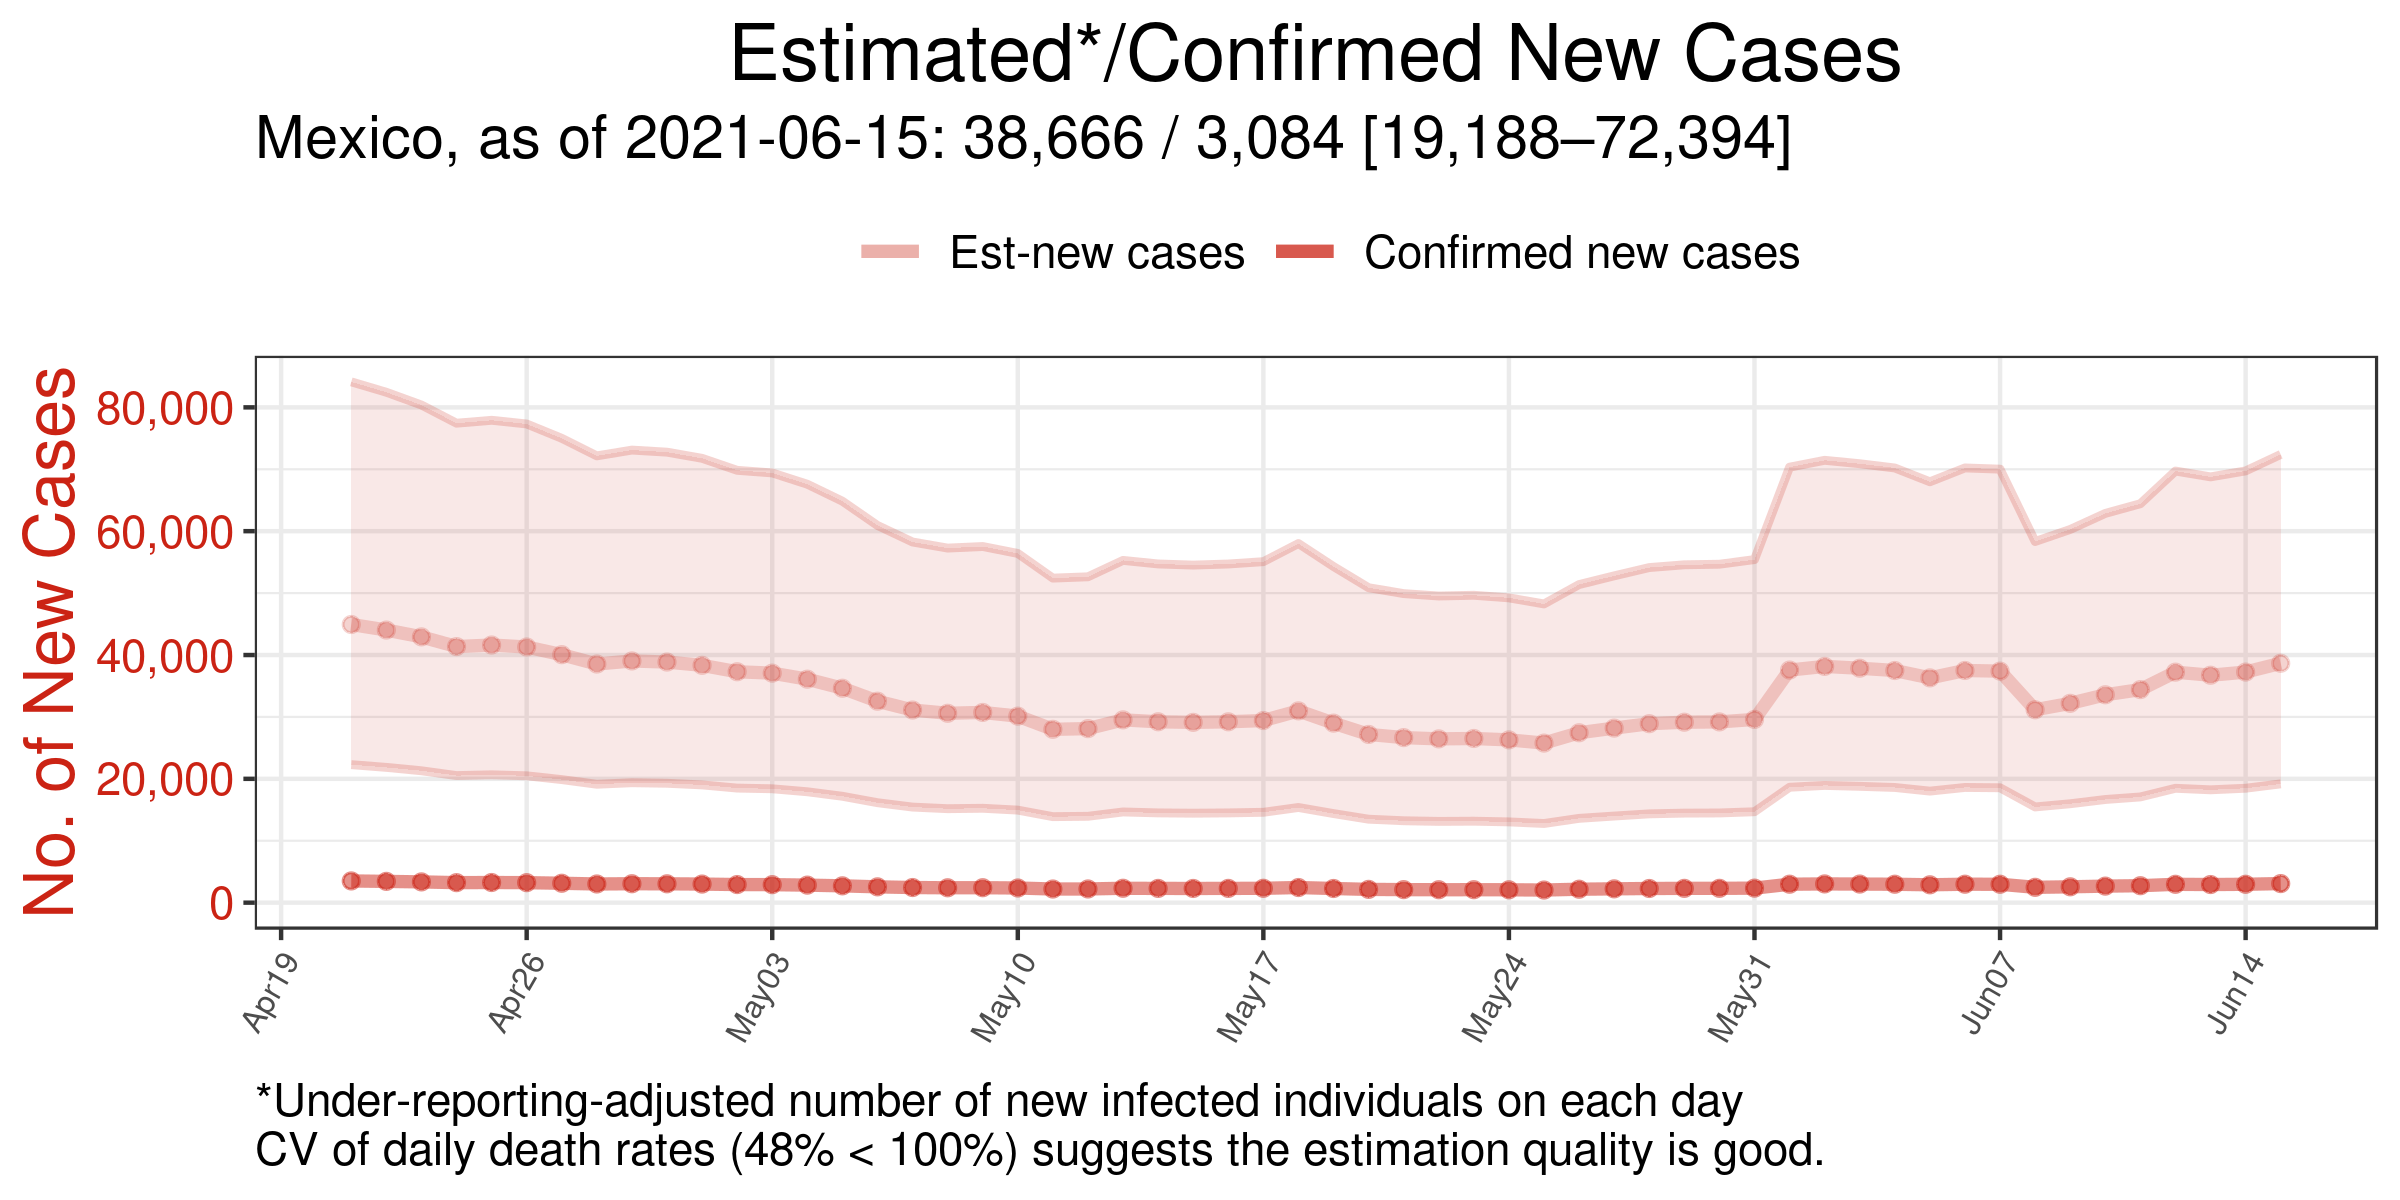 Estimated*/Confirmed New Cases
Mexico, as of 2021-06-15: 38,666 / 3,084 [19,188–72,394]
Est-new cases
Confirmed new cases
No. of New Cases
80,000
60,000
40,000
20,000
0
Apr19
Apr26
May03
May10
May17
May24
May31
Jun07
Jun14
*Under-reporting-adjusted number of new infected individuals on each day
CV of daily death rates (48% < 100%) suggests the estimation quality is good.